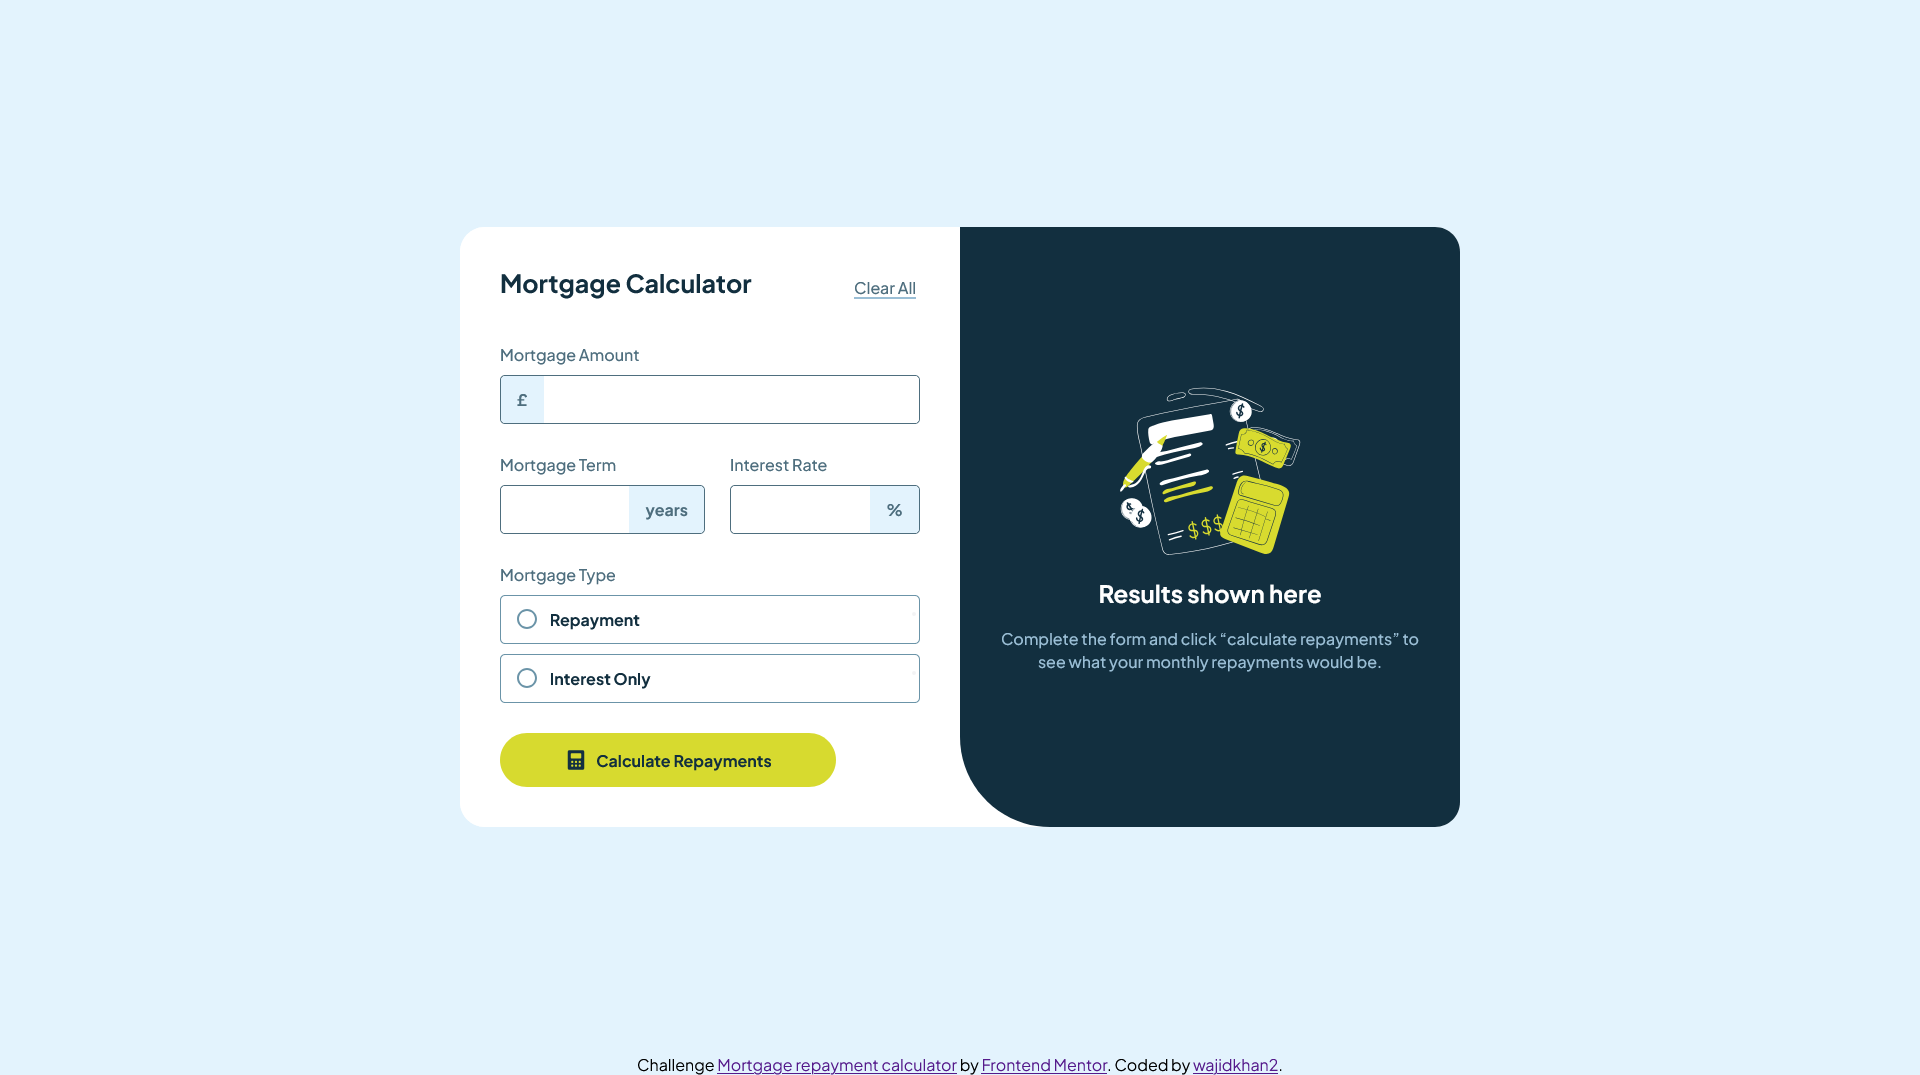 Mortgage Calculator
Clear All
Mortgage Amount
£
Mortgage Term
Interest Rate
years
%
Mortgage Type
Repayment
Interest Only
Calculate Repayments
$
$
$
$
$$$
Results shown here
Complete the form and click “calculate repayments” to
see what your monthly repayments would be.
Challenge Mortgage repayment calculator by Frontend Mentor. Coded by wajidkhan2.